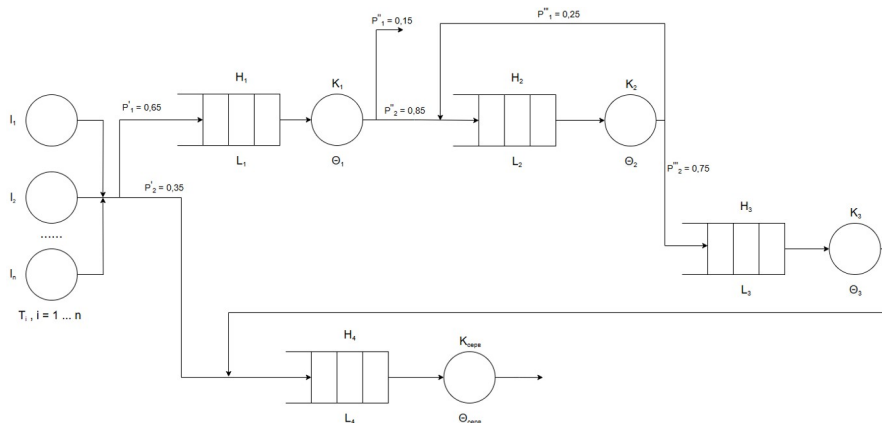 P'''₁ = 0,25
P''₁ = 0,15
H₁
K₁
H₂
K₂
P'₁ = 0,65
P''₂ = 0,85
I₁
L₁
Θ₁
L₂
Θ₂
P'''₂ = 0,75
P'₂ = 0,35
I₂
H₃
K₃
......
Iₙ
L₃
Θ₃
Tᵢ , i = 1 ... n
H₄
Kсерв
L₄
Θсерв